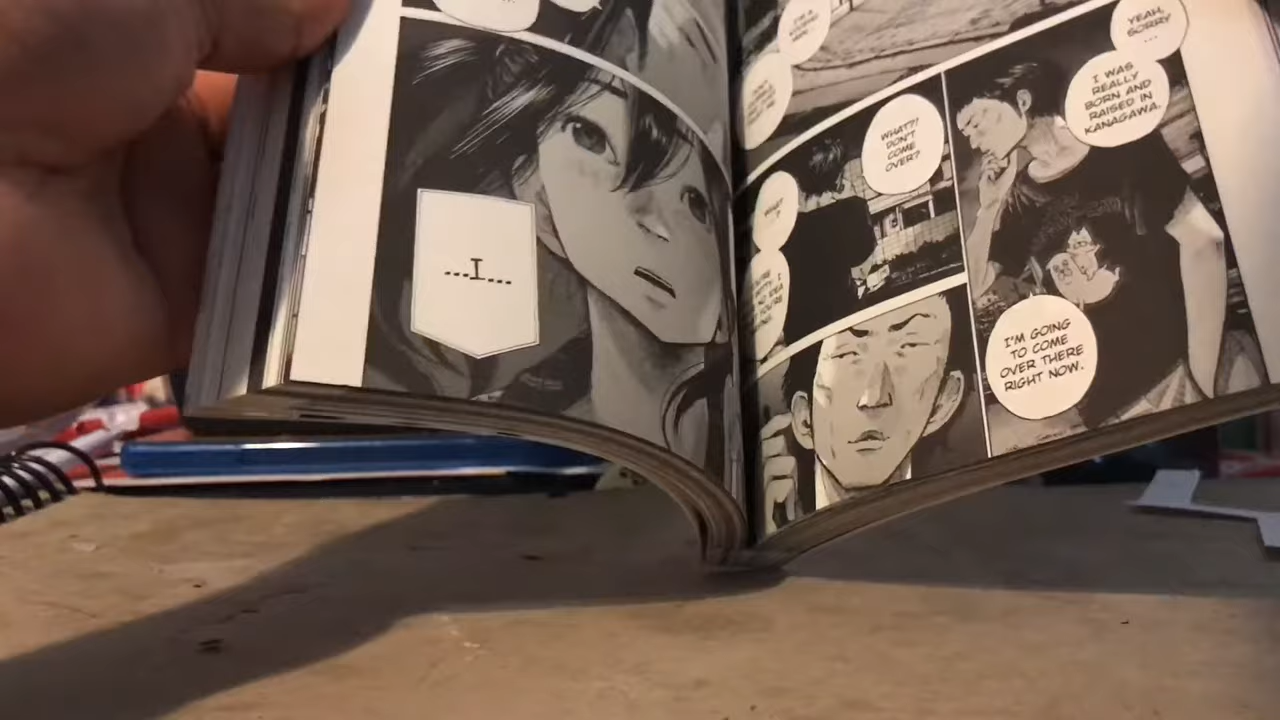 YEAH,
SORRY
...
I WAS
REALLY
BORN AND
RAISED IN
KANAGAWA.
I'M GOING
TO COME
OVER THERE
RIGHT NOW.
WHAT?!
DON'T
COME
OVER?
WHAT
?
...I...